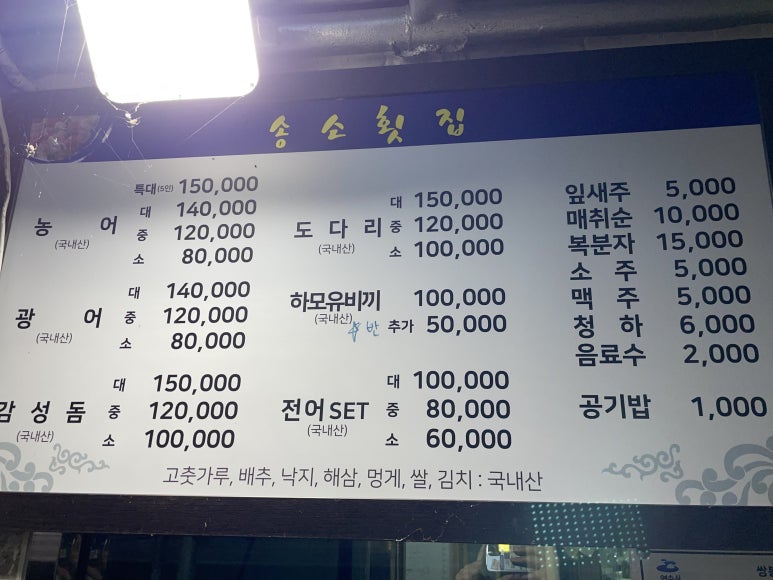 송소횟집
특대(5인) 150,000
농어 대 140,000
(국내산) 중 120,000
소 80,000
광어 대 140,000
(국내산) 중 120,000
소 80,000
감성돔 대 150,000
(국내산) 중 120,000
소 100,000
도다리 대 150,000
(국내산) 중 120,000
소 100,000
하모유비끼 100,000
(국내산) 반 추가 50,000
전어SET 대 100,000
(국내산) 중 80,000
소 60,000
잎새주 5,000
매취순 10,000
복분자 15,000
소주 5,000
맥주 5,000
청하 6,000
음료수 2,000
공기밥 1,000
고춧가루, 배추, 낙지, 해삼, 멍게, 쌀, 김치 : 국내산